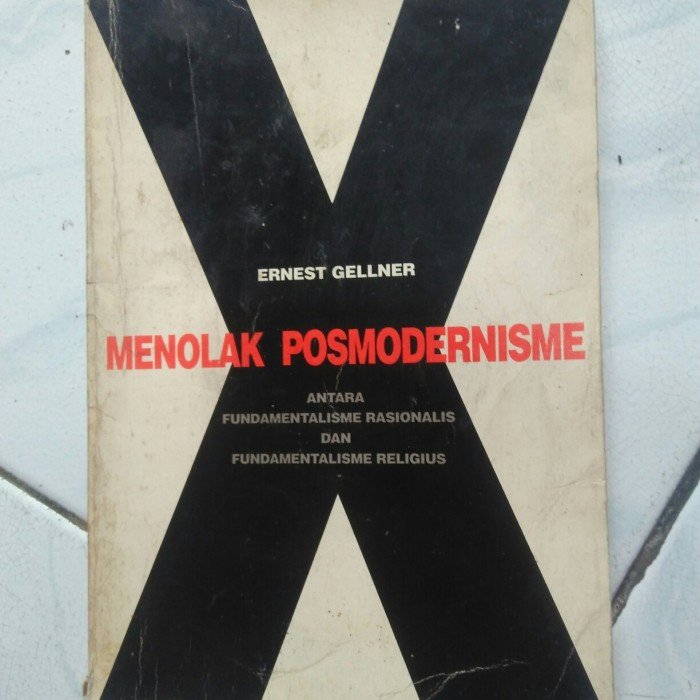 ERNEST GELLNER
MENOLAK POSMODERNISME
ANTARA
FUNDAMENTALISME RASIONALIS
DAN
FUNDAMENTALISME RELIGIUS